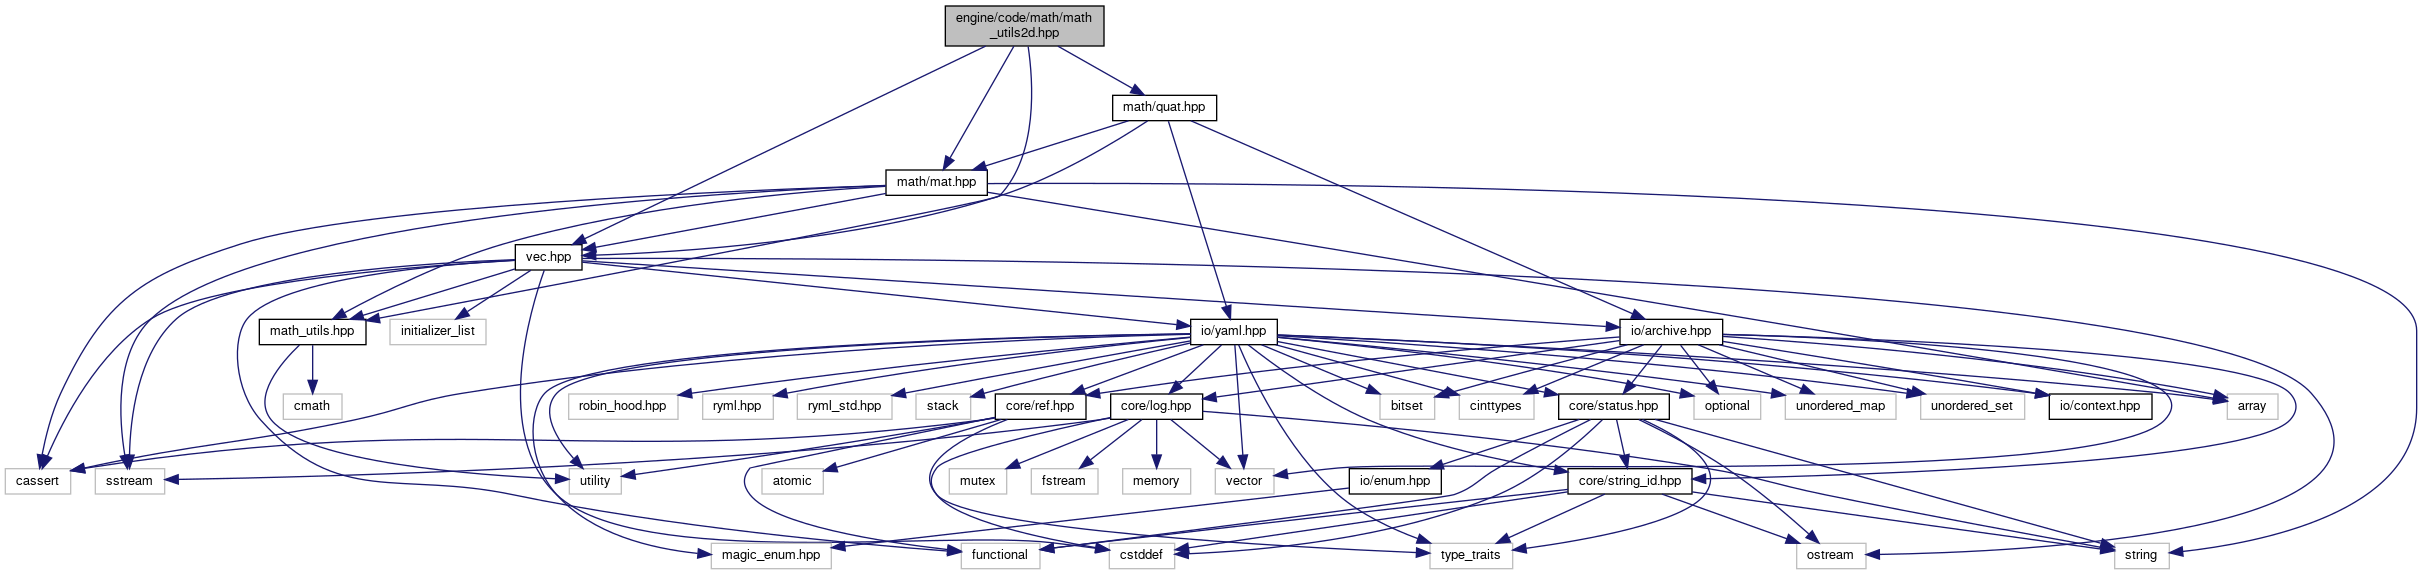 engine/code/math/math
_utils2d.hpp
math/quat.hpp
math/mat.hpp
vec.hpp
math_utils.hpp
initializer_list
io/yaml.hpp
io/archive.hpp
cmath
robin_hood.hpp
ryml.hpp
ryml_std.hpp
stack
core/ref.hpp
core/log.hpp
bitset
cinttypes
core/status.hpp
optional
unordered_map
unordered_set
io/context.hpp
array
cassert
sstream
utility
atomic
mutex
fstream
memory
vector
io/enum.hpp
core/string_id.hpp
magic_enum.hpp
functional
cstddef
type_traits
ostream
string